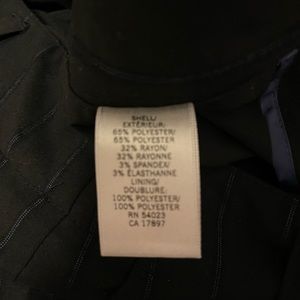 SHELL/
EXTÉRIEUR/
65% POLYESTER/
65% POLYESTER
32% RAYON/
32% RAYONNE
3% SPANDEX/
3% ÉLASTHANNE
LINING/
DOUBLURE:
100% POLYESTER/
100% POLYESTER
RN 54023
CA 17897